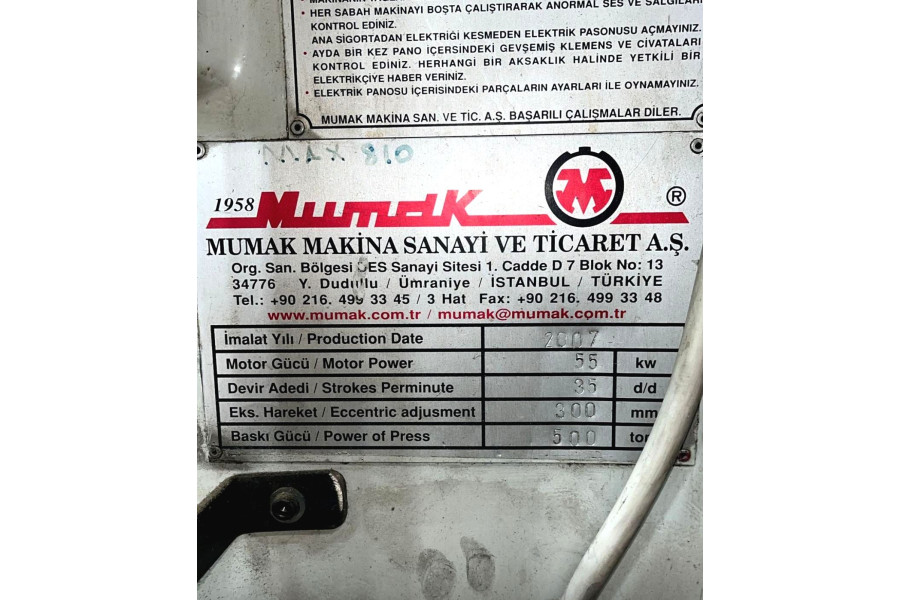 • HER SABAH MAKİNAYI BOŞTA ÇALIŞTIRARAK ANORMAL SES VE SALGILARI
KONTROL EDİNİZ.
ANA SİGORTADAN ELEKTRİĞİ KESMEDEN ELEKTRİK PASONUSU AÇMAYINIZ.
• AYDA BİR KEZ PANO İÇERSİNDEKİ GEVŞEMİŞ KLEMENS VE CİVATALARI
KONTROL EDİNİZ. HERHANGİ BİR AKSAKLIK HALİNDE YETKİLİ BİR
ELEKTRİKÇİYE HABER VERİNİZ.
• ELEKTRİK PANOSU İÇERİSİNDEKİ PARÇALARIN AYARLARI İLE OYNAMAYINIZ.
MUMAK MAKİNA SAN. VE TİC. A.Ş. BAŞARILI ÇALIŞMALAR DİLER.
MAX 810
1958 Mumak M ®
MUMAK MAKİNA SANAYİ VE TİCARET A.Ş.
Org. San. Bölgesi DES Sanayi Sitesi 1. Cadde D 7 Blok No: 13
34776 Y. Dudullu / Ümraniye / İSTANBUL / TÜRKİYE
Tel.: +90 216. 499 33 45 / 3 Hat Fax: +90 216. 499 33 48
www.mumak.com.tr / mumak@mumak.com.tr
İmalat Yılı / Production Date 2007
Motor Gücü / Motor Power 55 kw
Devir Adedi / Strokes Perminute 35 d/d
Eks. Hareket / Eccentric adjusment 300 mm
Baskı Gücü / Power of Press 500 ton